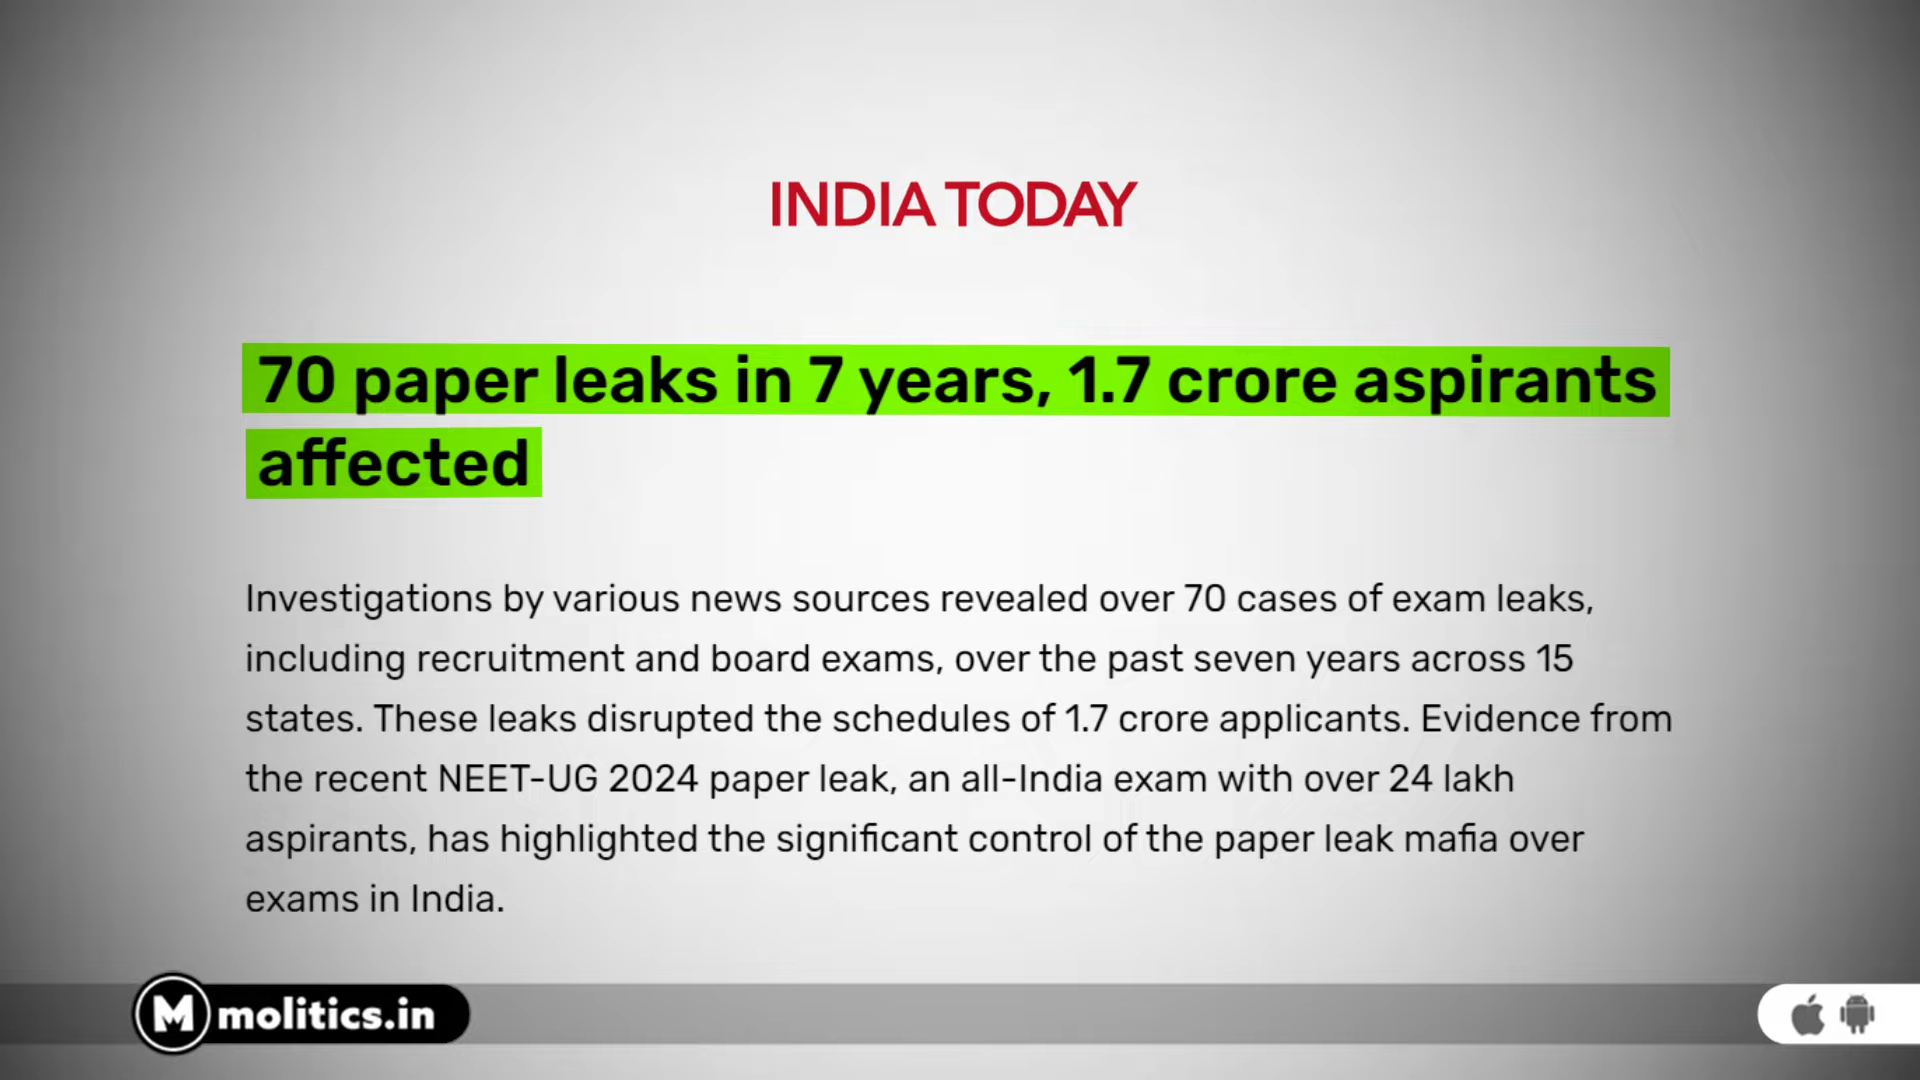 INDIA TODAY
70 paper leaks in 7 years, 1.7 crore aspirants
affected
Investigations by various news sources revealed over 70 cases of exam leaks,
including recruitment and board exams, over the past seven years across 15
states. These leaks disrupted the schedules of 1.7 crore applicants. Evidence from
the recent NEET-UG 2024 paper leak, an all-India exam with over 24 lakh
aspirants, has highlighted the significant control of the paper leak mafia over
exams in India.
M molitics.in